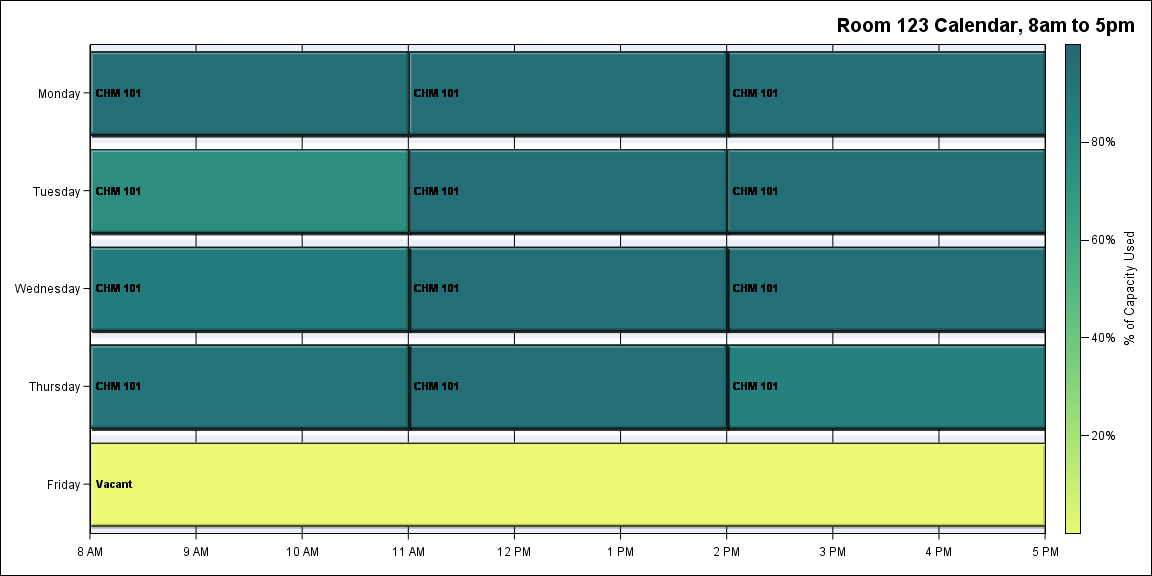 Room 123 Calendar, 8am to 5pm
Monday
CHM 101
CHM 101
CHM 101
Tuesday
CHM 101
CHM 101
CHM 101
Wednesday
CHM 101
CHM 101
CHM 101
Thursday
CHM 101
CHM 101
CHM 101
Friday
Vacant
8 AM
9 AM
10 AM
11 AM
12 PM
1 PM
2 PM
3 PM
4 PM
5 PM
80%
60%
40%
20%
% of Capacity Used